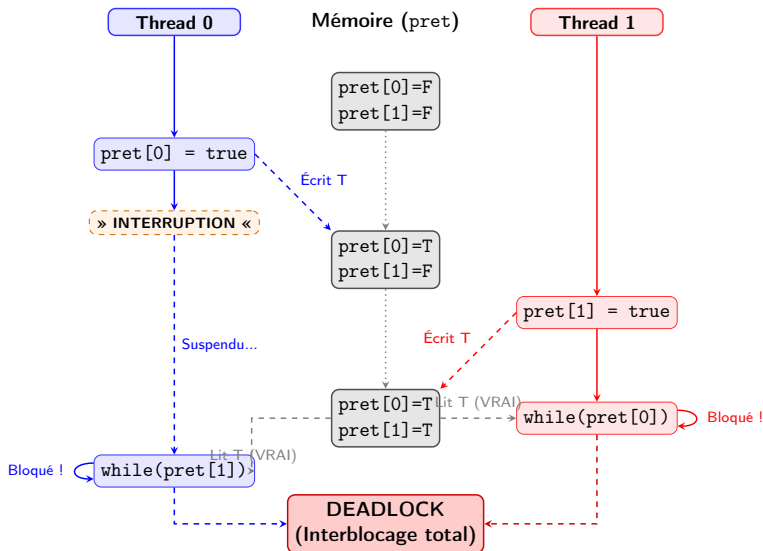 Thread 0
Mémoire (pret)
Thread 1
pret[0]=F
pret[1]=F
pret[0] = true
Écrit T
» INTERRUPTION «
pret[0]=T
pret[1]=F
pret[1] = true
Suspendu...
Écrit T
pret[0]=T
pret[1]=T
Lit T (VRAI)
while(pret[0])
Bloqué !
Lit T (VRAI)
Bloqué !
while(pret[1])
DEADLOCK
(Interblocage total)